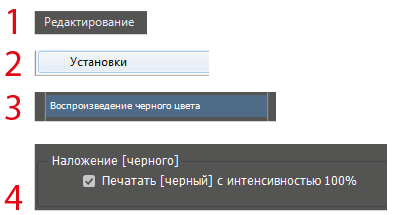 1 Редактирование
2 Установки
3 Воспроизведение черного цвета
Наложение [черного]
4 Печатать [черный] с интенсивностью 100%